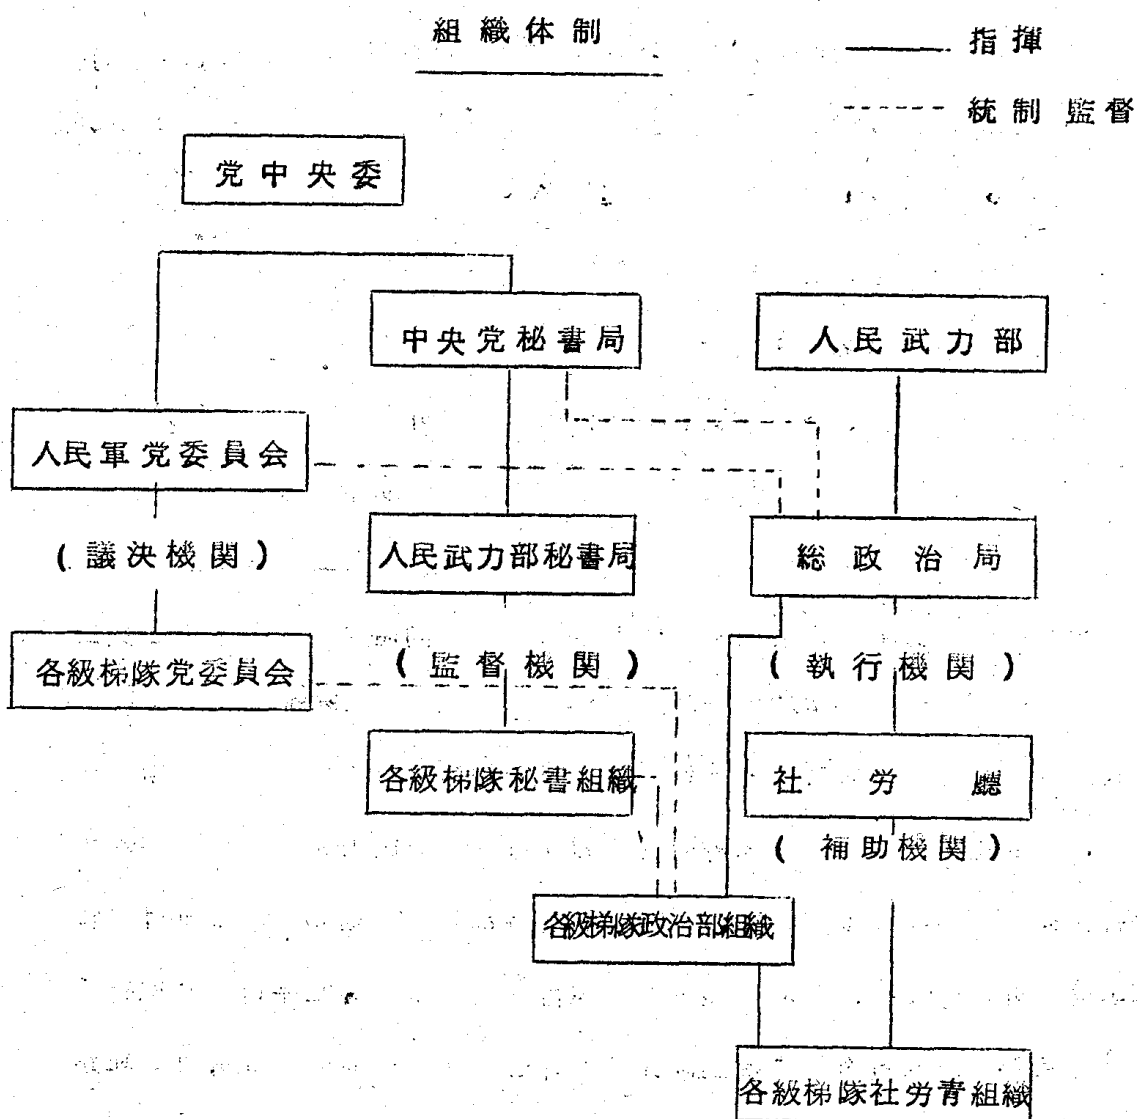 組織体制
指揮
統制監督
党中央委
中央党秘書局
人民武力部
人民軍党委員会
(議決機関)
人民武力部秘書局
総政治局
各級梯隊党委員会
(監督機関)
(執行機関)
各級梯隊秘書組織
社労廳
(補助機関)
各級梯隊政治部組織
各級梯隊社労青組織